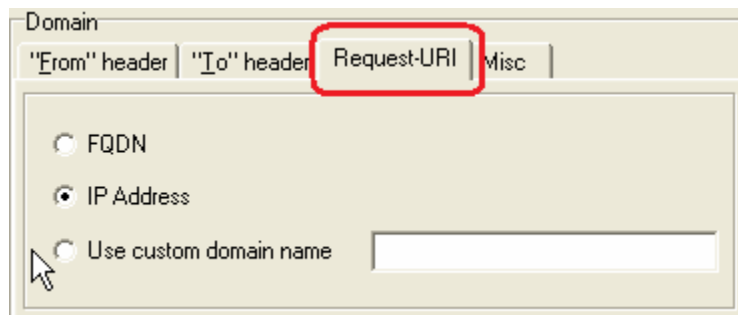 Domain
"From" header "To" header Request-URI Misc
FQDN
IP Address
Use custom domain name